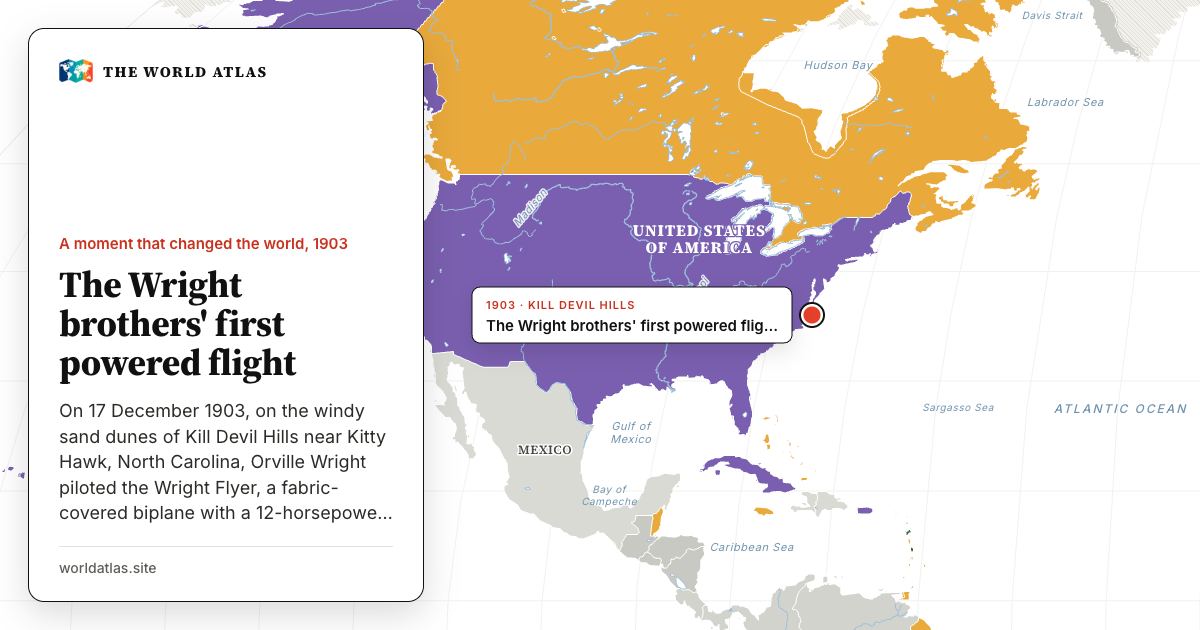 THE WORLD ATLAS
A moment that changed the world, 1903
The Wright
brothers' first
powered flight
On 17 December 1903, on the windy
sand dunes of Kill Devil Hills near Kitty
Hawk, North Carolina, Orville Wright
piloted the Wright Flyer, a fabric-
covered biplane with a 12-horsepowe...
worldatlas.site
Davis Strait
Hudson Bay
Labrador Sea
Madison
UNITED STATES
OF AMERICA
1903 · KILL DEVIL HILLS
The Wright brothers' first powered flig...
Sargasso Sea
ATLANTIC OCEAN
Gulf of
Mexico
MEXICO
Bay of
Campeche
Caribbean Sea